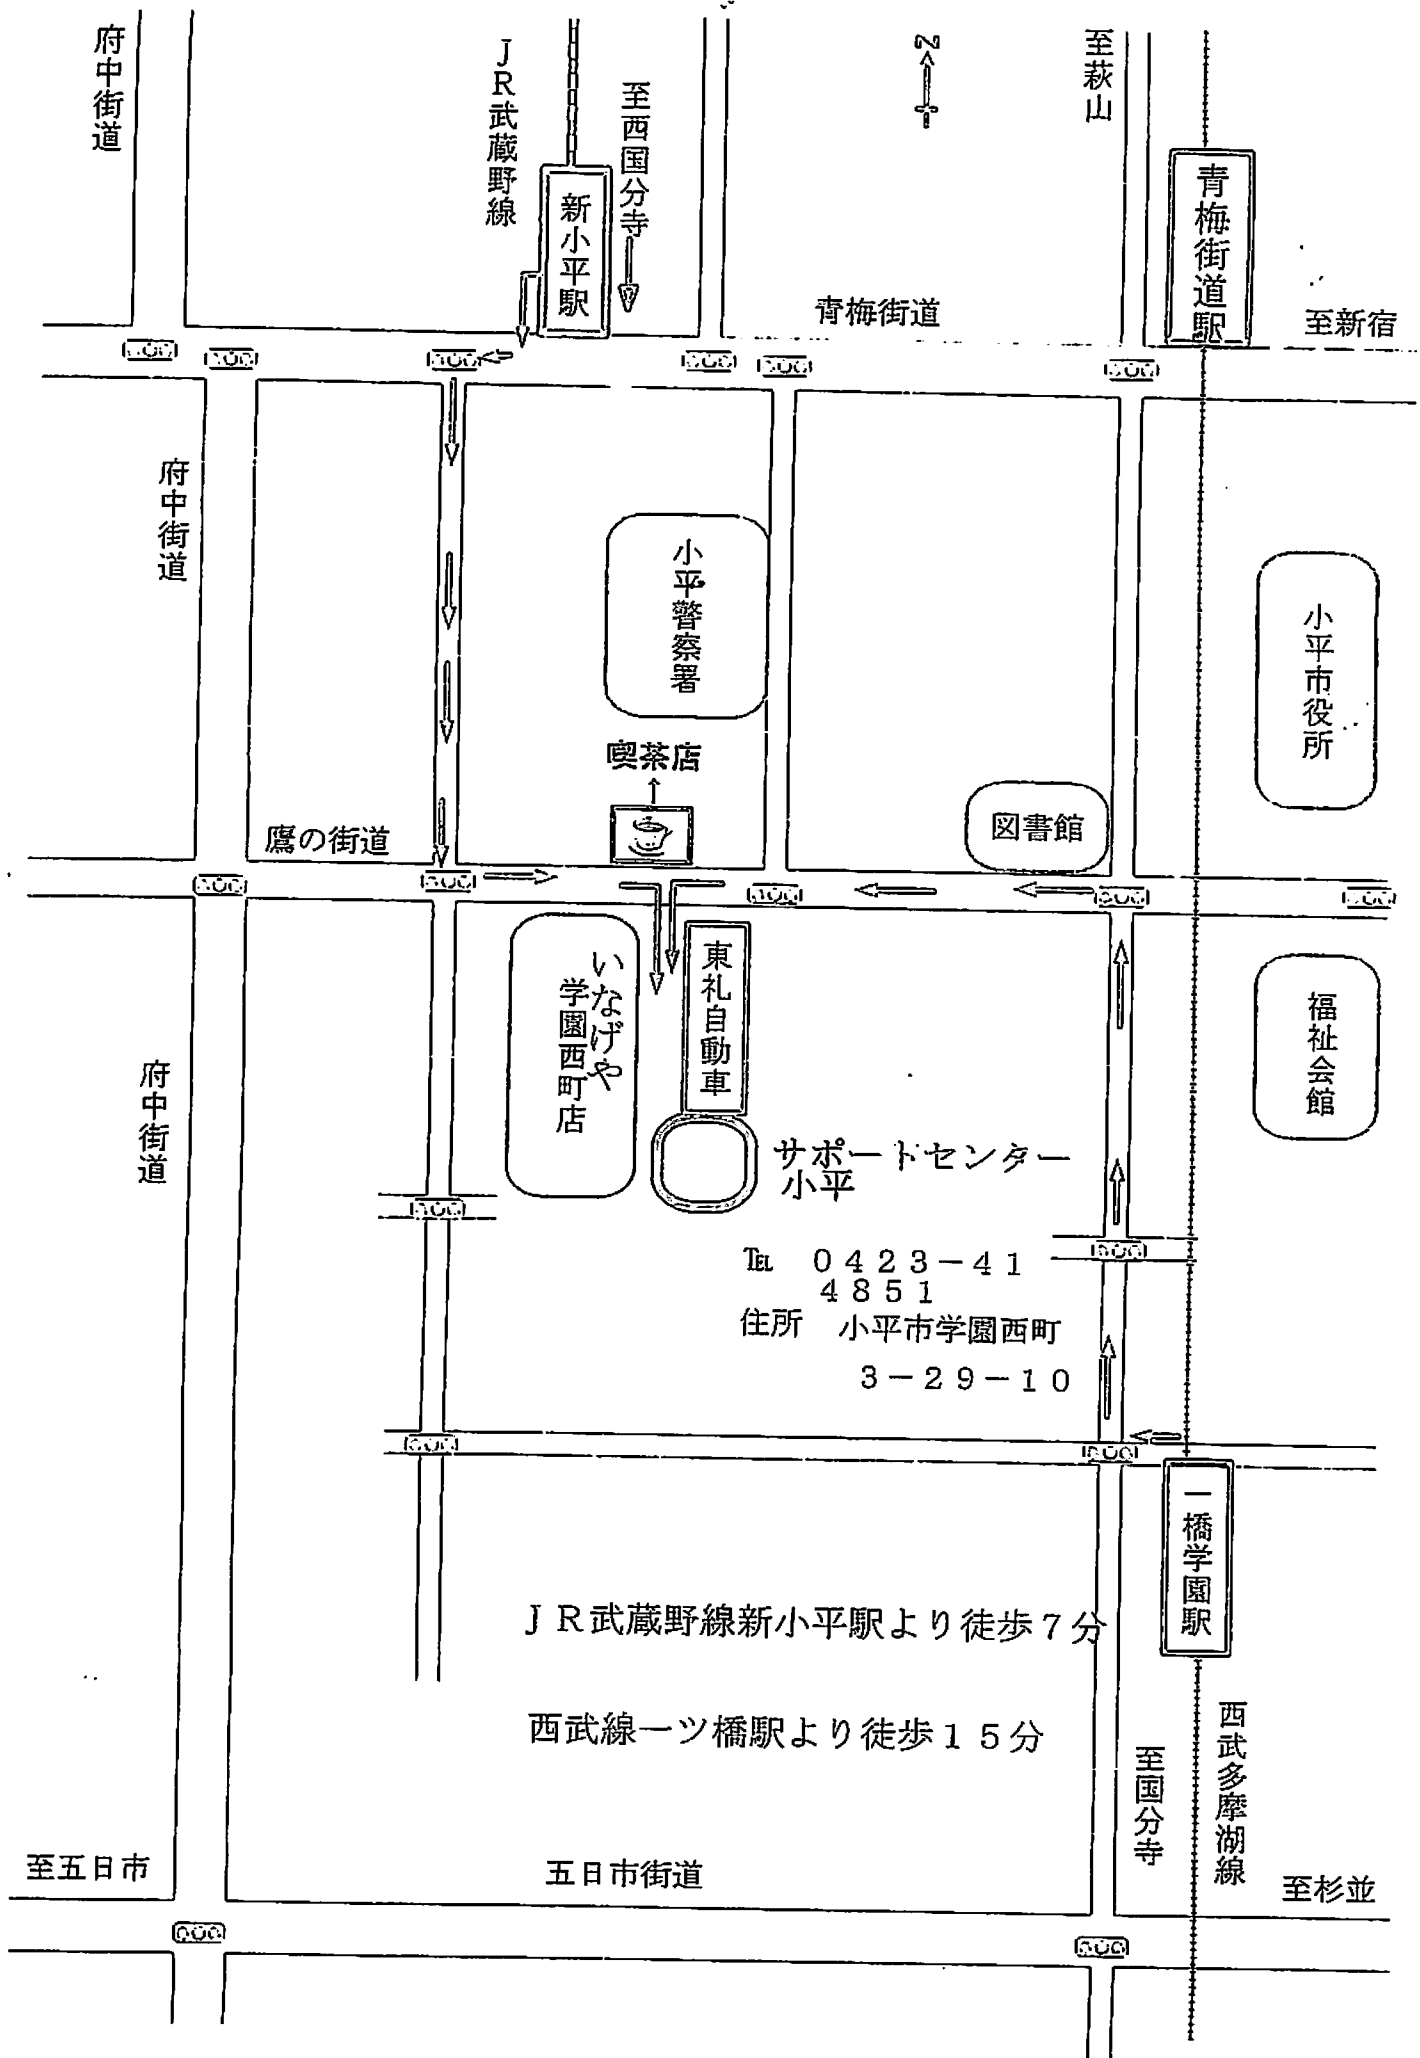 府中街道
JR武蔵野線
至西国分寺
新小平駅
N
至萩山
青梅街道駅
青梅街道
至新宿
府中街道
小平警察署
小平市役所
喫茶店
図書館
鷹の街道
いなげや
学園西町店
東礼自動車
福祉会館
府中街道
サポートセンター
小平
℡ 0423-41
4851
住所 小平市学園西町
3-29-10
一橋学園駅
JR武蔵野線新小平駅より徒歩7分
西武線一ツ橋駅より徒歩15分
西武多摩湖線
至国分寺
至五日市
五日市街道
至杉並